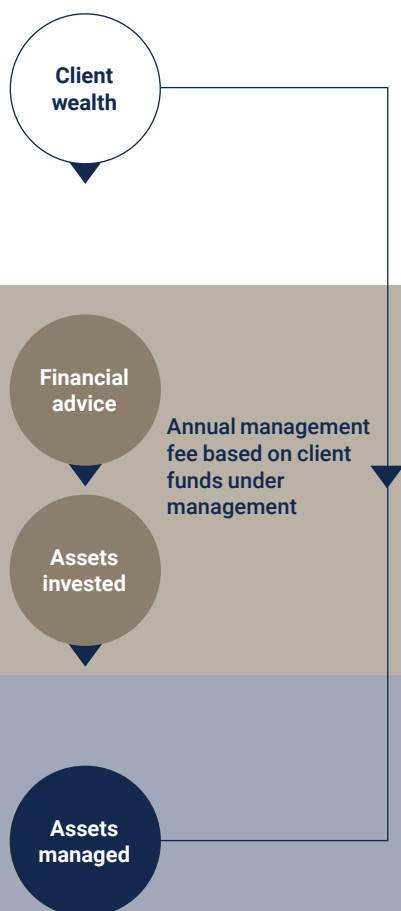 Client
wealth
Financial
advice
Annual management
fee based on client
funds under
management
Assets
invested
Assets
managed